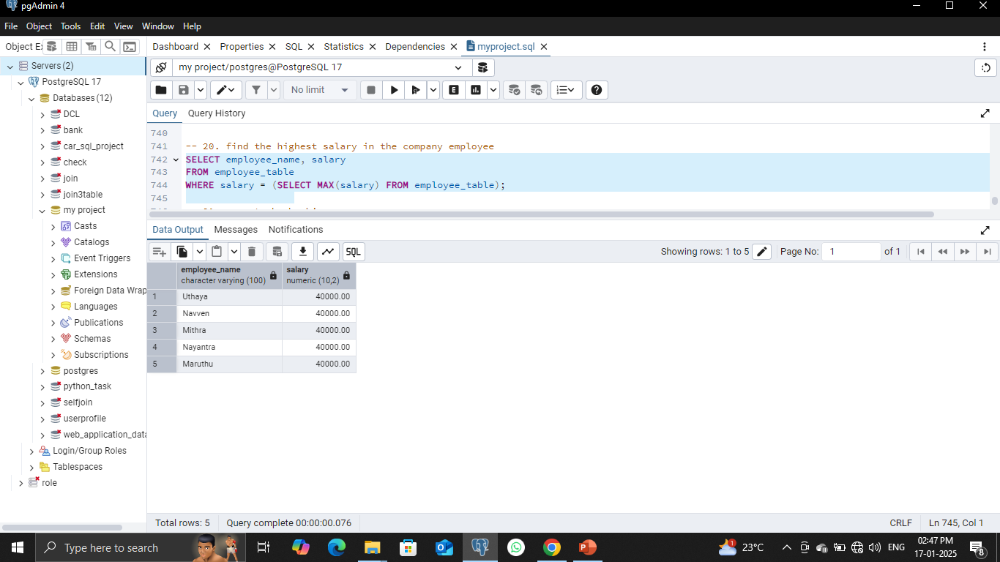 pgAdmin 4
File Object Tools Edit View Window Help
Object Ex
Dashboard Properties SQL Statistics Dependencies myproject.sql
Servers (2)
PostgreSQL 17
Databases (12)
DCL
bank
car_sql_project
check
join
join3table
my project
Casts
Catalogs
Event Triggers
Extensions
Foreign Data Wrap
Languages
Publications
Schemas
Subscriptions
postgres
python_task
selfjoin
userprofile
web_application_data
Login/Group Roles
Tablespaces
role
my project/postgres@PostgreSQL 17
No limit
E
Query Query History
740
741 -- 20. find the highest salary in the company employee
742 SELECT employee_name, salary
743 FROM employee_table
744 WHERE salary = (SELECT MAX(salary) FROM employee_table);
745
Data Output Messages Notifications
SQL Showing rows: 1 to 5 Page No: 1 of 1
employee_name salary
character varying (100) numeric (10,2)
1 Uthaya 40000.00
2 Navven 40000.00
3 Mithra 40000.00
4 Nayantra 40000.00
5 Maruthu 40000.00
Total rows: 5 Query complete 00:00:00.076 CRLF Ln 745, Col 1
Type here to search 1 23°C ENG 02:47 PM 8
17-01-2025